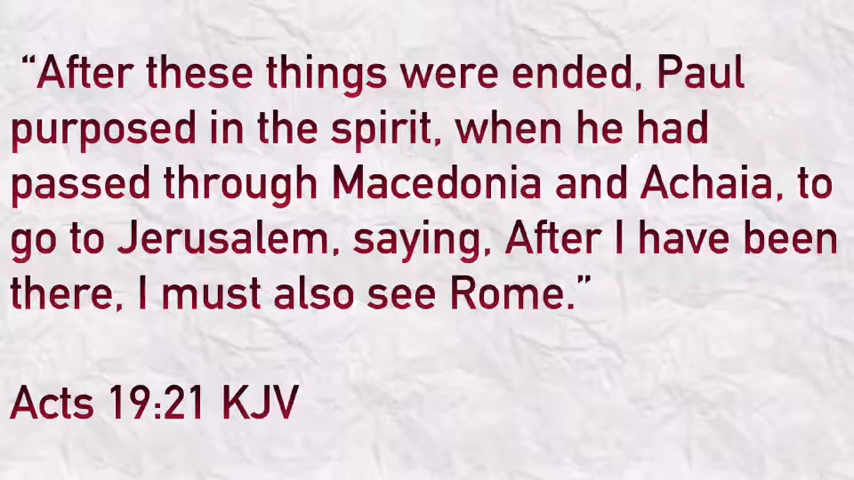 “After these things were ended, Paul
purposed in the spirit, when he had
passed through Macedonia and Achaia, to
go to Jerusalem, saying, After I have been
there, I must also see Rome.”
Acts 19:21 KJV